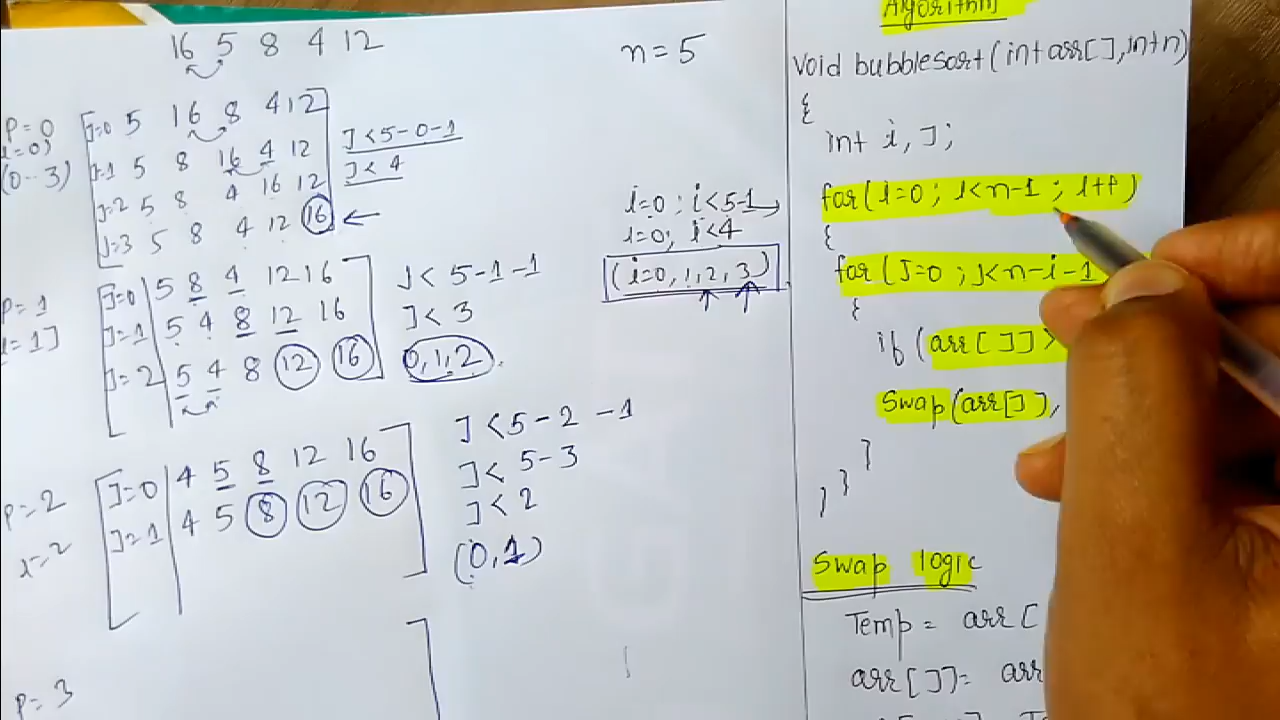 16 5 8 4 12
P=0
i=0;
(0--3)
J=0 5 16 8 4 12
J=1 5 8 16 4 12
J=2 5 8 4 16 12
J=3 5 8 4 12 16
J<5-0-1
J<4
P=1
i=1]
J=0 5 8 4 12 16
J=1 5 4 8 12 16
J=2 5 4 8 12 16
J< 5-1-1
J<3
0,1,2
P=2
i=2
J=0 4 5 8 12 16
J=1 4 5 8 12 16
J<5-2-1
J< 5-3
J<2
(0,1)
P=3
n=5
i=0; i<5-1
i=0; i<4
(i=0,1,2,3)
Algorithm
void bubblesort(int arr[],int n)
{
int i,J;
for(i=0; i<n-1; i++)
{
for(J=0; J<n-i-1
{
if (arr[J]>
Swap(arr[J],
}
}
}
Swap logic
Temp= arr[
arr[J]= arr